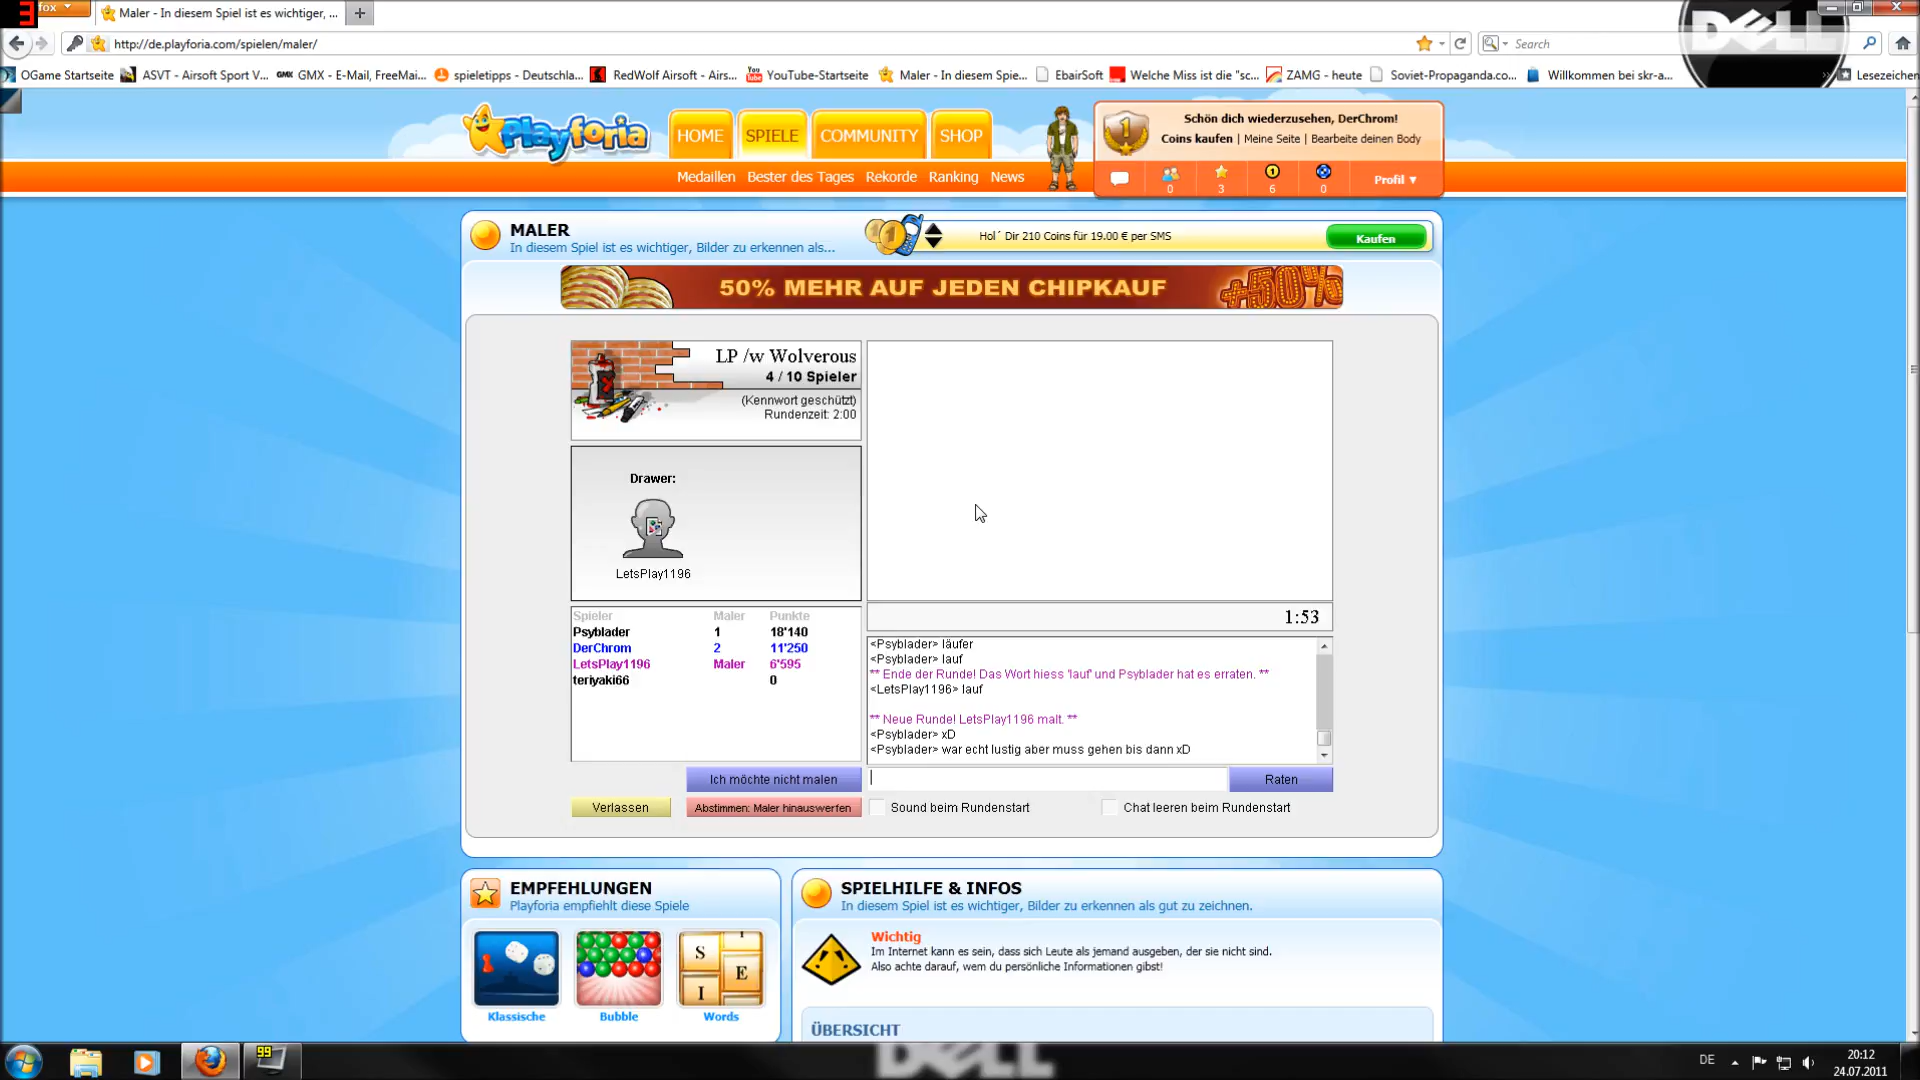 3
fox
Maler - In diesem Spiel ist es wichtiger, ...
DELL
http://de.playforia.com/spielen/maler/
Search
OGame Startseite
ASVT - Airsoft Sport V...
GMX
GMX - E-Mail, FreeMai...
spieletipps - Deutschla...
RedWolf Airsoft - Airs...
YouTube-Startseite
Maler - In diesem Spie...
EbairSoft
Welche Miss ist die "sc...
ZAMG - heute
Soviet-Propaganda.co...
Willkommen bei skr-a...
Lesezeichen
Playforia
HOME
SPIELE
COMMUNITY
SHOP
1
Schön dich wiederzusehen, DerChrom!
Coins kaufen | Meine Seite | Bearbeite deinen Body
Medaillen
Bester des Tages
Rekorde
Ranking
News
0
3
6
0
Profil ▼
MALER
In diesem Spiel ist es wichtiger, Bilder zu erkennen als...
Hol´ Dir 210 Coins für 19.00 € per SMS
Kaufen
50% MEHR AUF JEDEN CHIPKAUF
+50%
LP /w Wolverous
4 / 10 Spieler
(Kennwort geschützt)
Rundenzeit: 2:00
Drawer:
LetsPlay1196
Spieler Maler Punkte
Psyblader 1 18'140
DerChrom 2 11'250
LetsPlay1196 Maler 6'595
teriyaki66 0
1:53
<Psyblader> läufer
<Psyblader> lauf
** Ende der Runde! Das Wort hiess 'lauf' und Psyblader hat es erraten. **
<LetsPlay1196> lauf
** Neue Runde! LetsPlay1196 malt. **
<Psyblader> xD
<Psyblader> war echt lustig aber muss gehen bis dann xD
Ich möchte nicht malen
Raten
Verlassen
Abstimmen: Maler hinauswerfen
Sound beim Rundenstart
Chat leeren beim Rundenstart
EMPFEHLUNGEN
Playforia empfiehlt diese Spiele
S
E
I
Klassische
Bubble
Words
SPIELHILFE & INFOS
In diesem Spiel ist es wichtiger, Bilder zu erkennen als gut zu zeichnen.
Wichtig
Im Internet kann es sein, dass sich Leute als jemand ausgeben, der sie nicht sind.
Also achte darauf, wem du persönliche Informationen gibst!
ÜBERSICHT
99
DELL
DE
20:12
24.07.2011